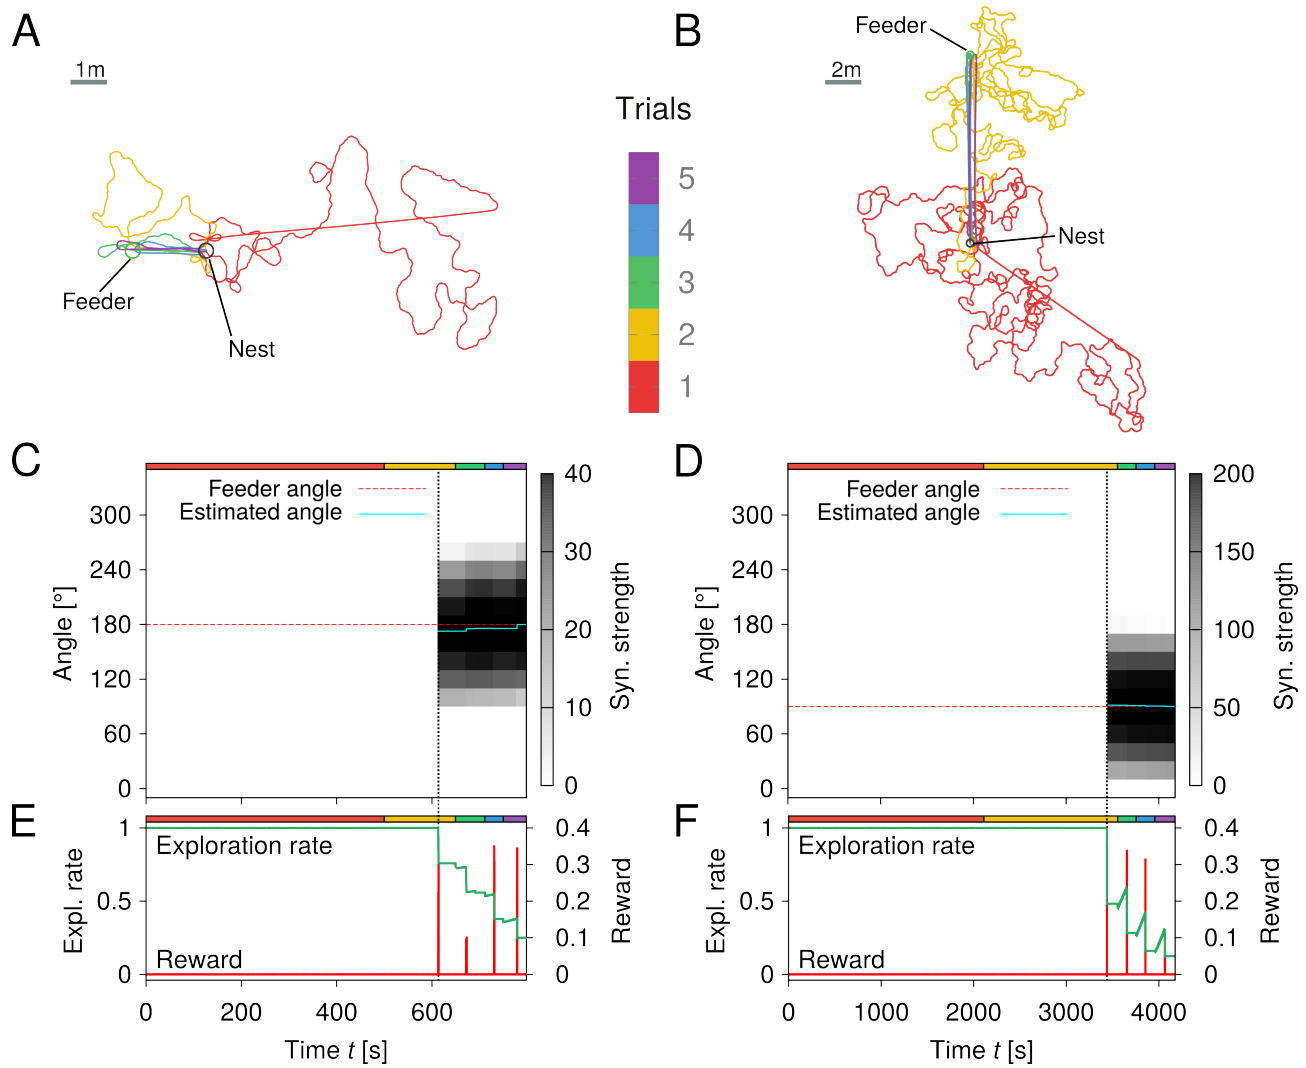 A
1m
Feeder
Nest
Trials
5
4
3
2
1
B
2m
Feeder
Nest
C
Feeder angle
Estimated angle
300
240
180
120
60
0
Angle [°]
40
30
20
10
0
Syn. strength
D
Feeder angle
Estimated angle
300
240
180
120
60
0
Angle [°]
200
150
100
50
0
Syn. strength
E
Exploration rate
Reward
1
0.5
0
Expl. rate
0.4
0.3
0.2
0.1
0
Reward
0
200
400
600
Time t [s]
F
Exploration rate
Reward
1
0.5
0
Expl. rate
0.4
0.3
0.2
0.1
0
Reward
0
1000
2000
3000
4000
Time t [s]